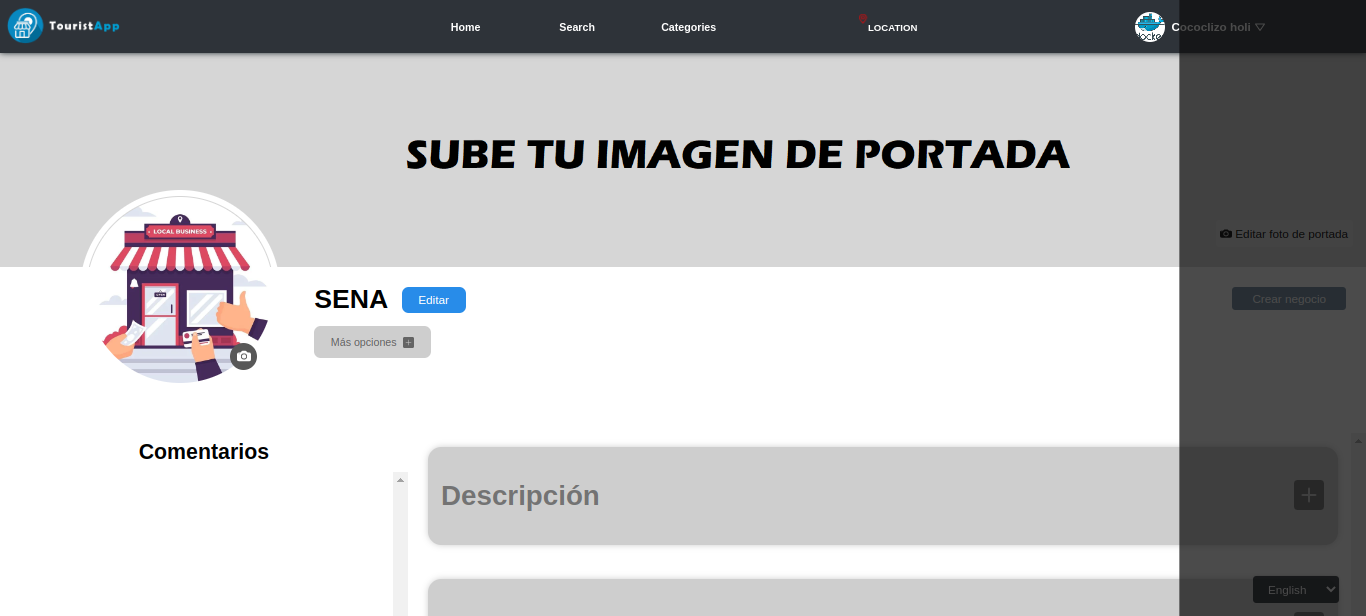 TouristApp
Home
Search
Categories
LOCATION
Cococlizo holi
SUBE TU IMAGEN DE PORTADA
LOCAL BUSINESS
Editar foto de portada
SENA
Editar
Crear negocio
Más opciones
Comentarios
Descripción
English